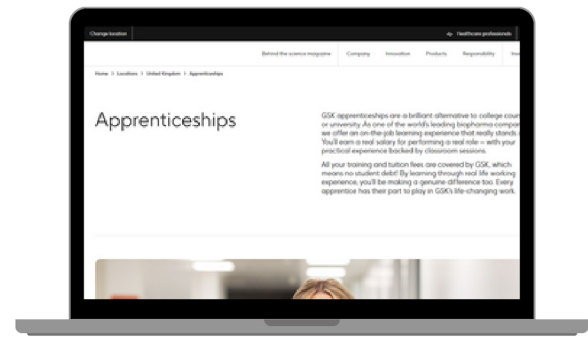 Change location
Healthcare professionals
Behind the science magazine Company Innovation Products Responsibility
Home > Locations > United Kingdom > Apprenticeships
Apprenticeships
GSK apprenticeships are a brilliant alternative to college
or university. As one of the world's leading biopharma
we offer an on-the-job learning experience that really stands
You'll earn a real salary for performing a real role – with your
practical experience backed by classroom sessions.
All your training and tuition fees are covered by GSK, which
means no student debt! By learning through real life working
experience, you'll be making a genuine difference too. Every
apprentice has their part to play in GSK's life-changing work.